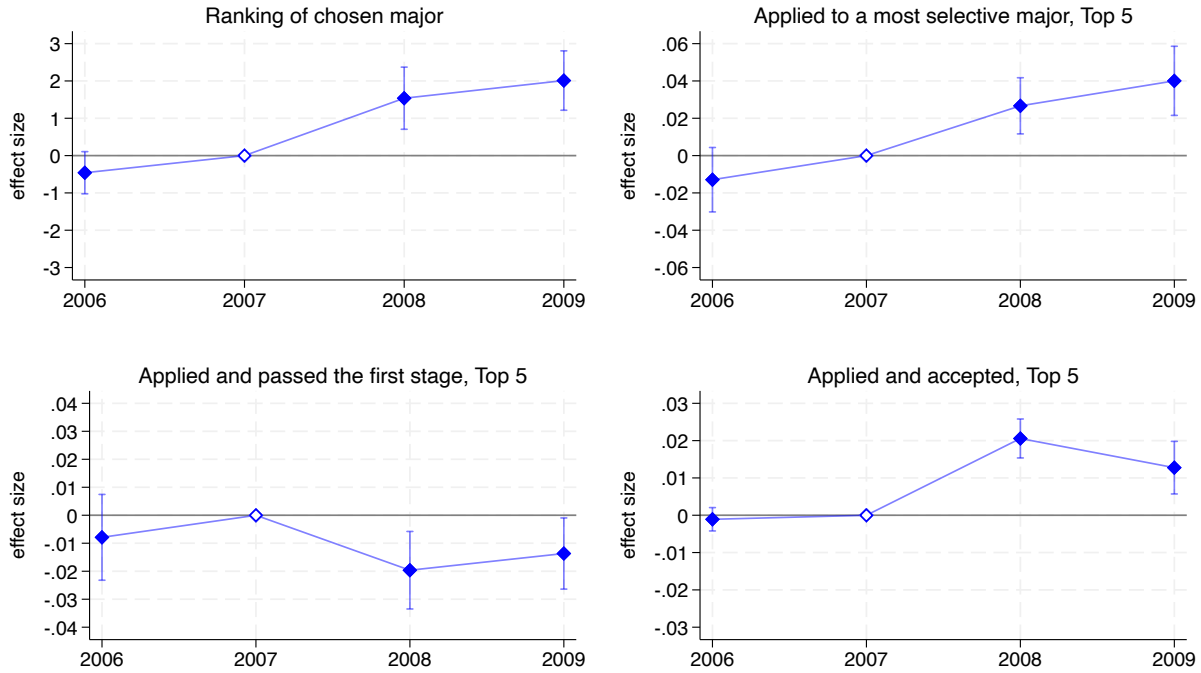 Ranking of chosen major
3
2
1
0
-1
-2
-3
effect size
2006 2007 2008 2009
Applied to a most selective major, Top 5
.06
.04
.02
0
-.02
-.04
-.06
effect size
2006 2007 2008 2009
Applied and passed the first stage, Top 5
.04
.03
.02
.01
0
-.01
-.02
-.03
-.04
effect size
2006 2007 2008 2009
Applied and accepted, Top 5
.03
.02
.01
0
-.01
-.02
-.03
effect size
2006 2007 2008 2009